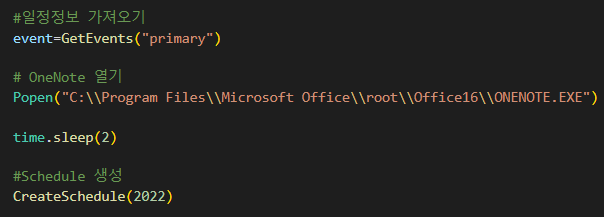 #일정정보 가져오기
event=GetEvents("primary")
# OneNote 열기
Popen("C:\\Program Files\\Microsoft Office\\root\\Office16\\ONENOTE.EXE")
time.sleep(2)
#Schedule 생성
CreateSchedule(2022)